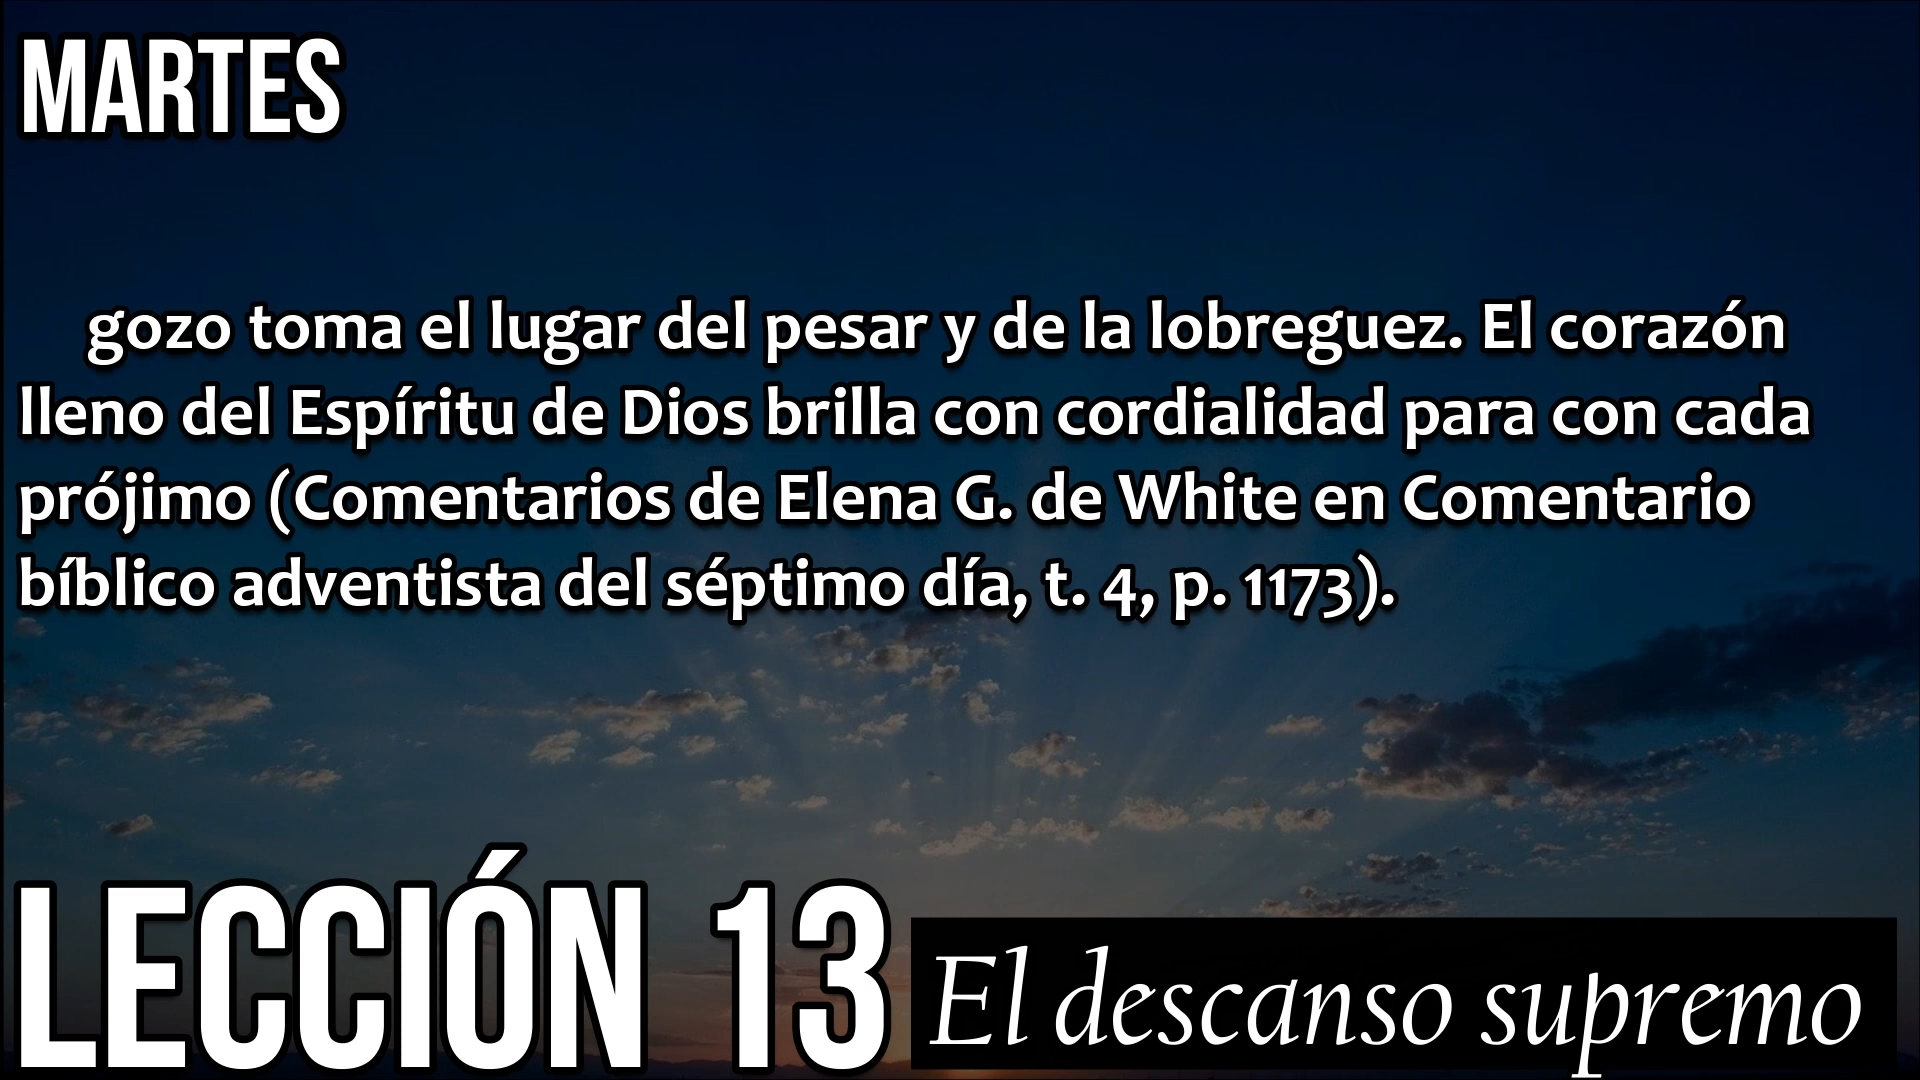 MARTES
gozo toma el lugar del pesar y de la lobreguez. El corazón
lleno del Espíritu de Dios brilla con cordialidad para con cada
prójimo (Comentarios de Elena G. de White en Comentario
bíblico adventista del séptimo día, t. 4, p. 1173).
LECCIÓN 13
El descanso supremo